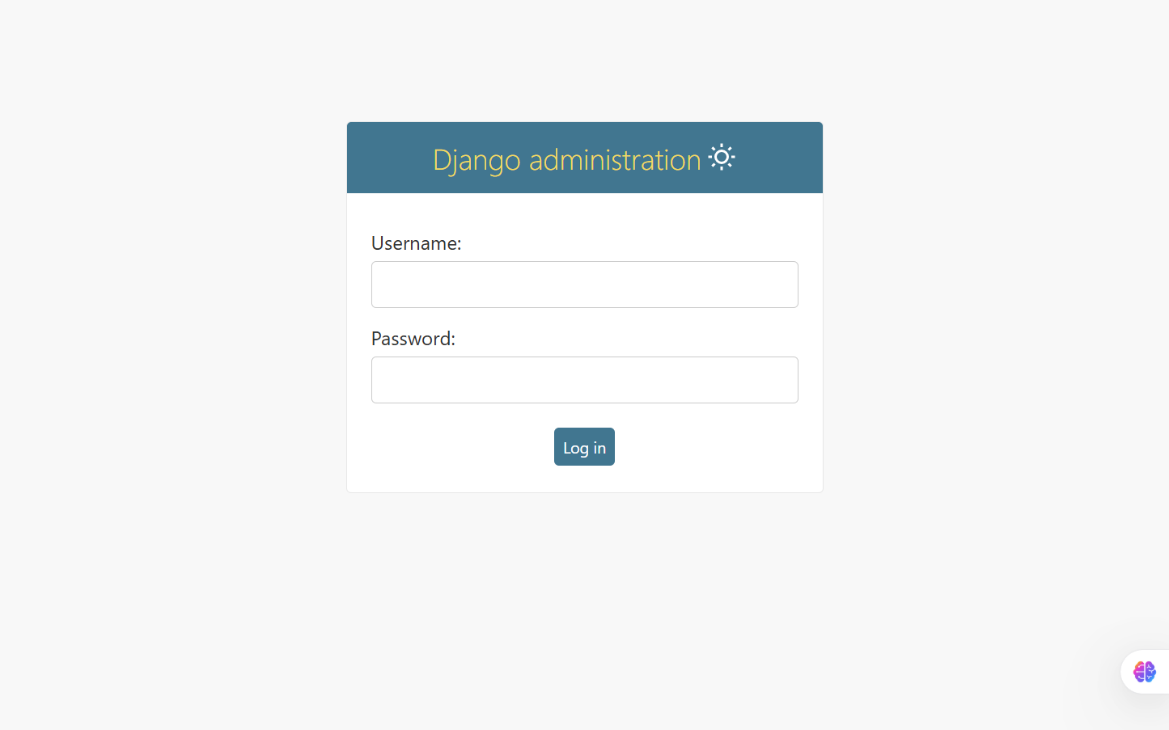 Django administration
Username:
Password:
Log in